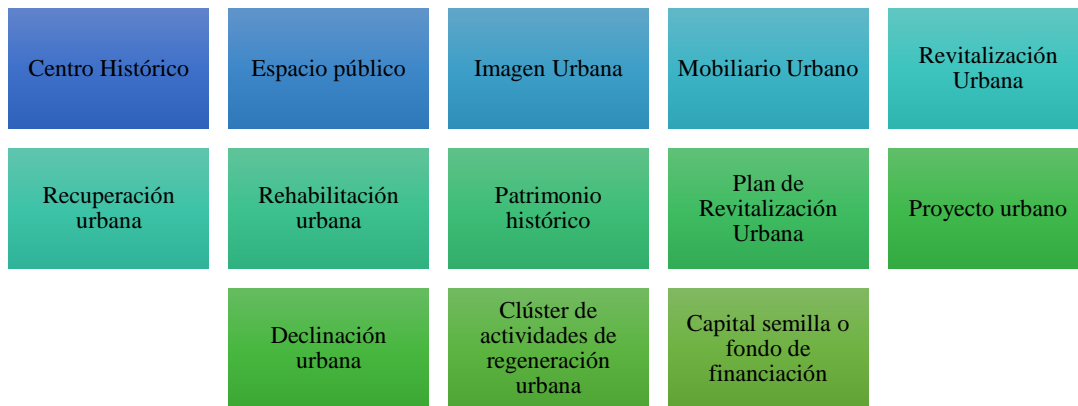 Centro Histórico
Espacio público
Imagen Urbana
Mobiliario Urbano
Revitalización
Urbana
Recuperación
urbana
Rehabilitación
urbana
Patrimonio
histórico
Plan de
Revitalización
Urbana
Proyecto urbano
Declinación
urbana
Clúster de
actividades de
regeneración
urbana
Capital semilla o
fondo de
financiación